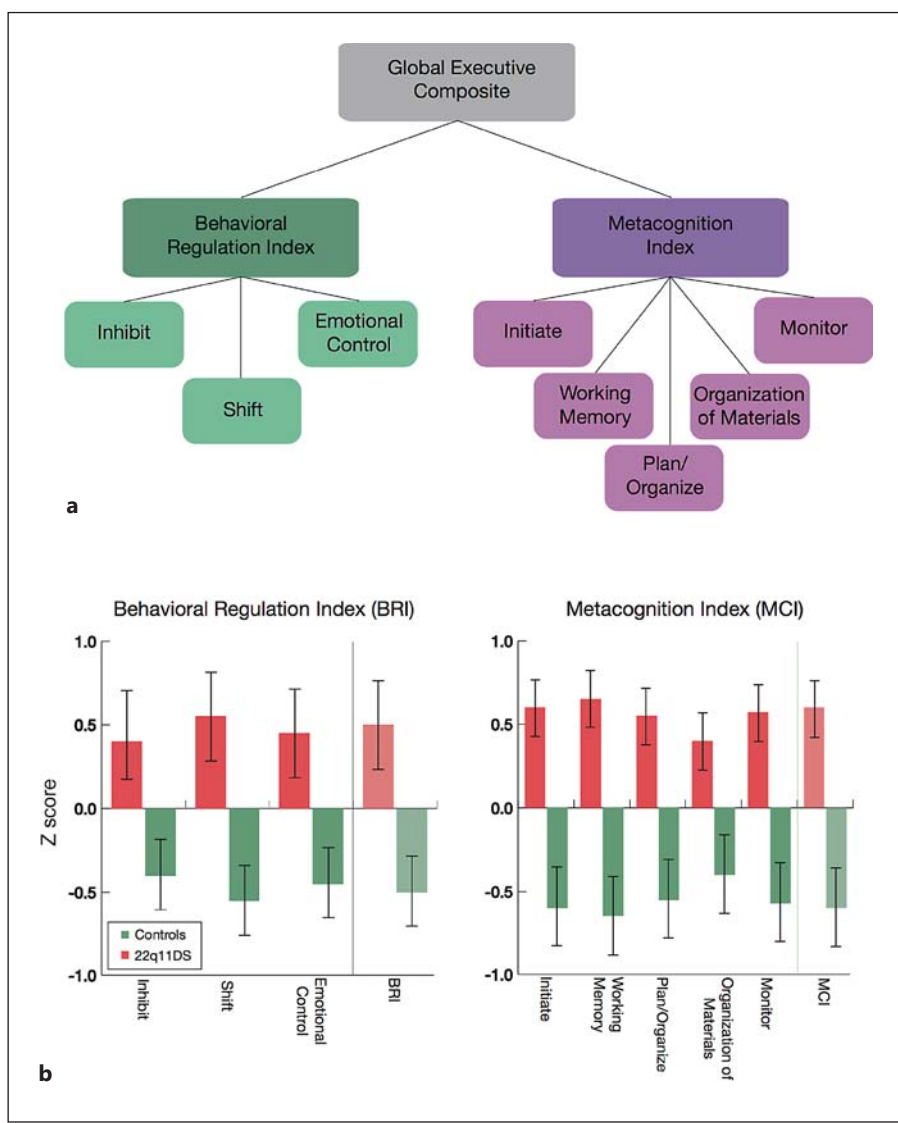 Global Executive
Composite
Behavioral
Regulation Index
Metacognition
Index
Inhibit
Emotional
Control
Shift
Initiate
Monitor
Working
Memory
Organization
of Materials
Plan/
Organize
a
Behavioral Regulation Index (BRI)
1.0
0.5
0.0
-0.5
-1.0
Z score
Controls
22q11DS
Inhibit
Shift
Emotional
Control
BRI
Metacognition Index (MCI)
1.0
0.5
0.0
-0.5
-1.0
Initiate
Working
Memory
Plan/Organize
Organization of
Materials
Monitor
MCI
b